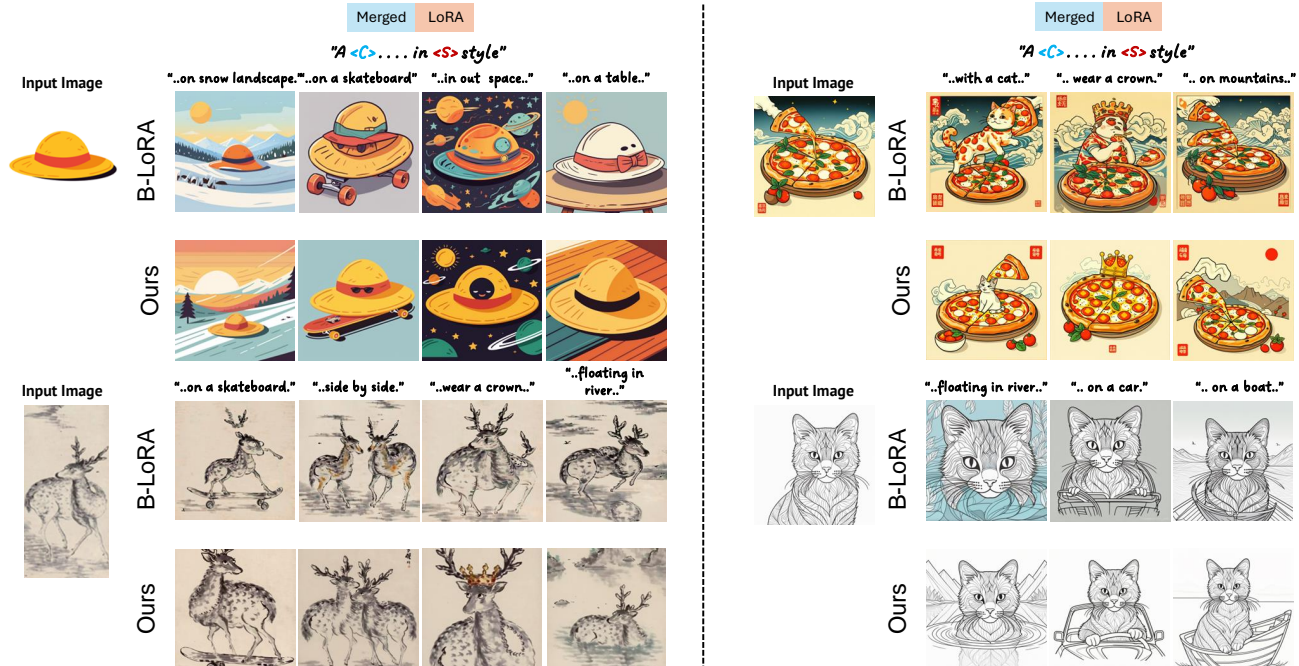 Merged LoRA
"A <C>.... in <S> style"
Input Image
"..on snow landscape." "..on a skateboard" "..in out space.." "..on a table.."
B-LoRA
Ours
Input Image
"..on a skateboard." "..side by side." "..wear a crown.." "..floating in river.."
B-LoRA
Ours
Merged LoRA
"A <C>.... in <S> style"
Input Image
"..with a cat.." ".. wear a crown." ".. on mountains.."
B-LoRA
Ours
Input Image
"..floating in river.." ".. on a car." ".. on a boat.."
B-LoRA
Ours